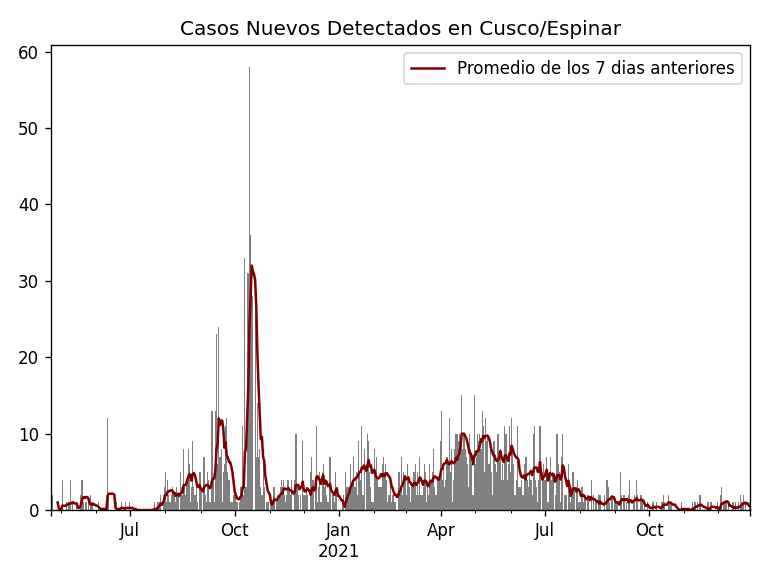 Casos Nuevos Detectados en Cusco/Espinar
Promedio de los 7 dias anteriores
60
50
40
30
20
10
0
Jul Oct Jan Apr Jul Oct
2021